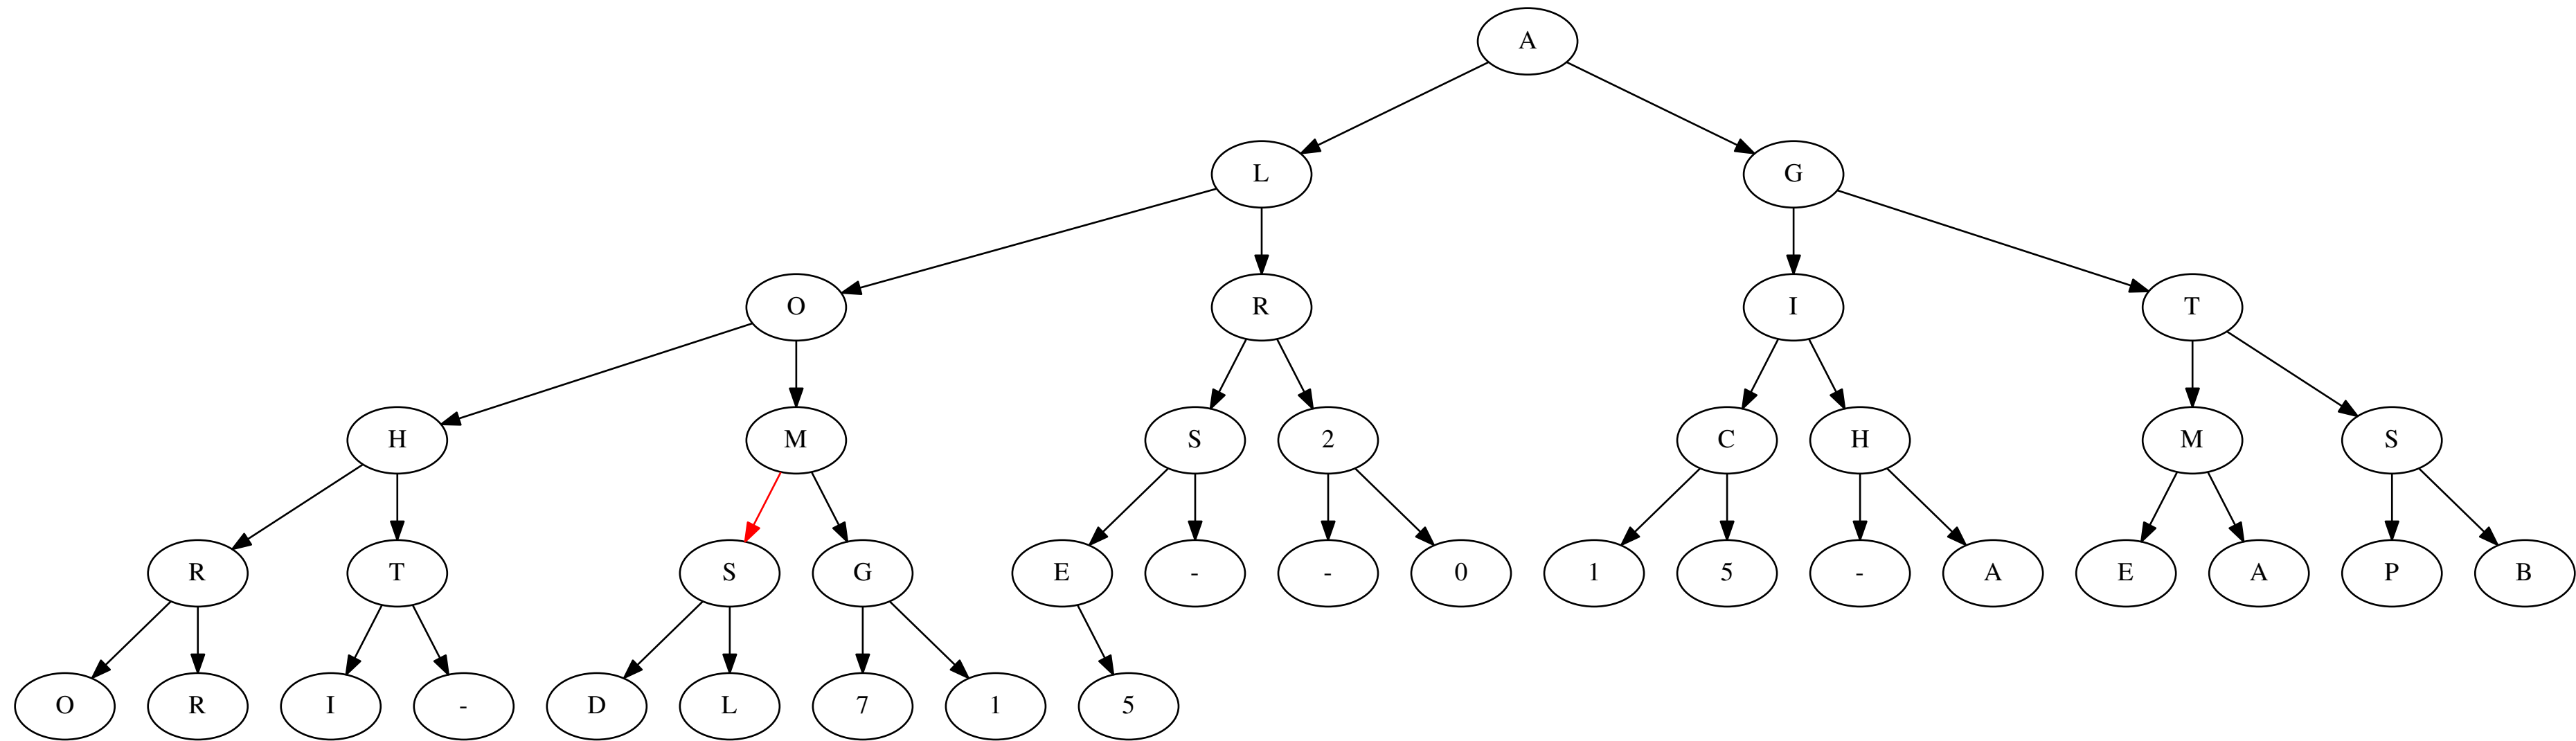 A
L G
O R I T
H M S 2 C H M S
R T S G E - - 0 1 5 - A E A P B
O R I - D L 7 1 5